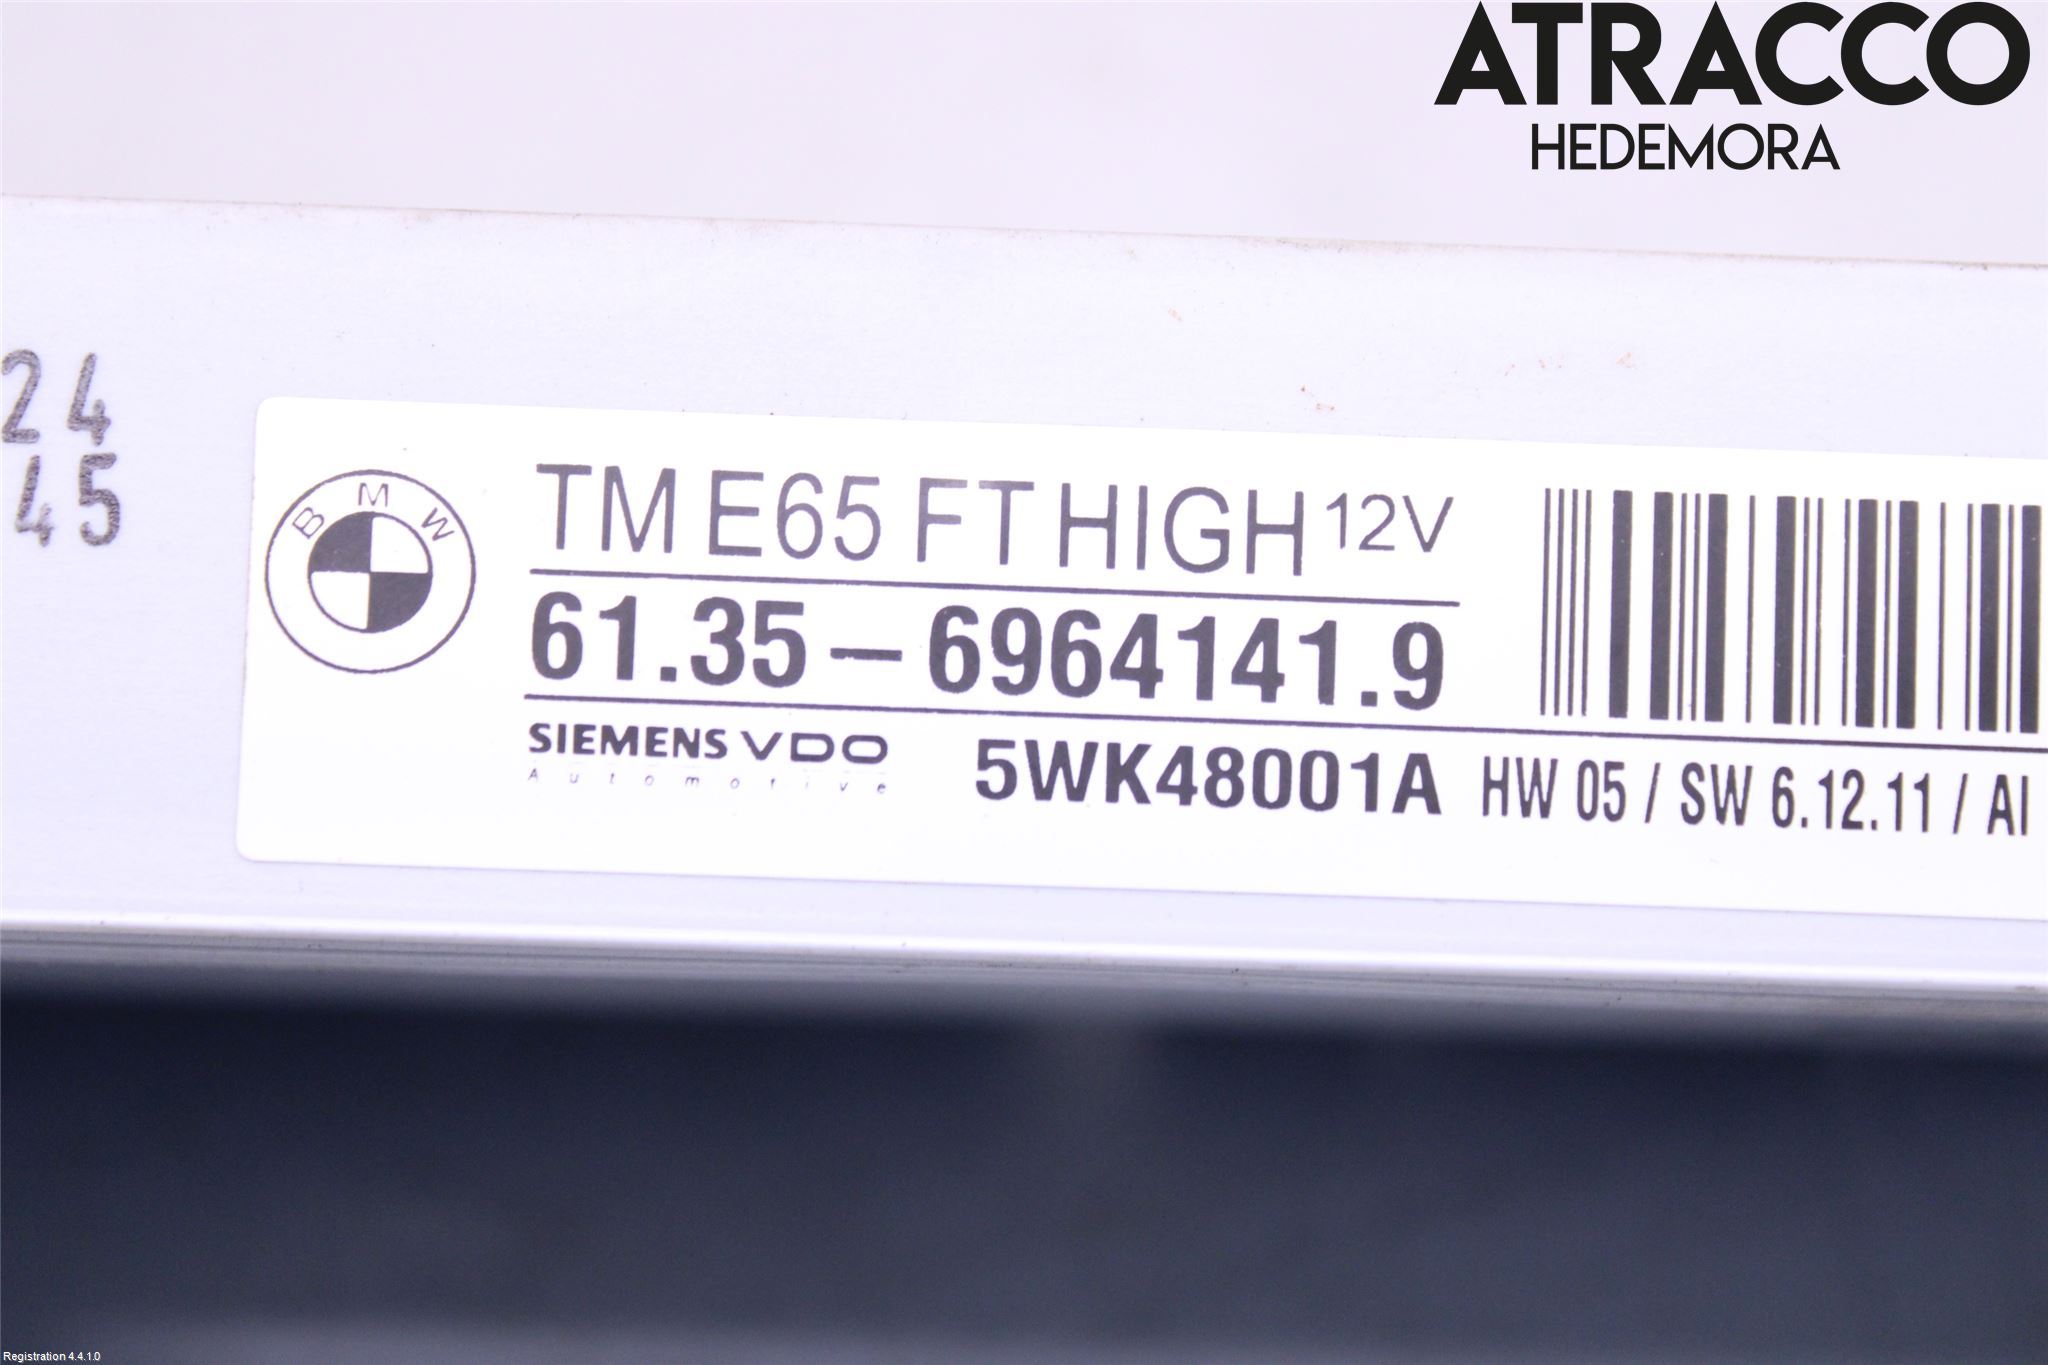 ATRACCO
HEDEMORA
24
45
BMW
TM E65 FT HIGH 12V
61.35-6964141.9
SIEMENS VDO
Automotive
5WK48001A HW 05 / SW 6.12.11 / AI
Registration 4.4.1.0